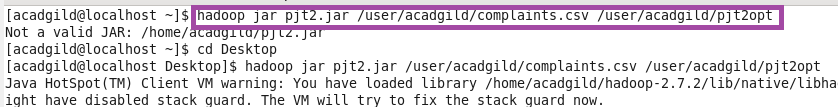 [acadgild@localhost ~]$ hadoop jar pjt2.jar /user/acadgild/complaints.csv /user/acadgild/pjt2opt
Not a valid JAR: /home/acadgild/pjt2.jar
[acadgild@localhost ~]$ cd Desktop
[acadgild@localhost Desktop]$ hadoop jar pjt2.jar /user/acadgild/complaints.csv /user/acadgild/pjt2opt
Java HotSpot(TM) Client VM warning: You have loaded library /home/acadgild/hadoop-2.7.2/lib/native/libha
ight have disabled stack guard. The VM will try to fix the stack guard now.